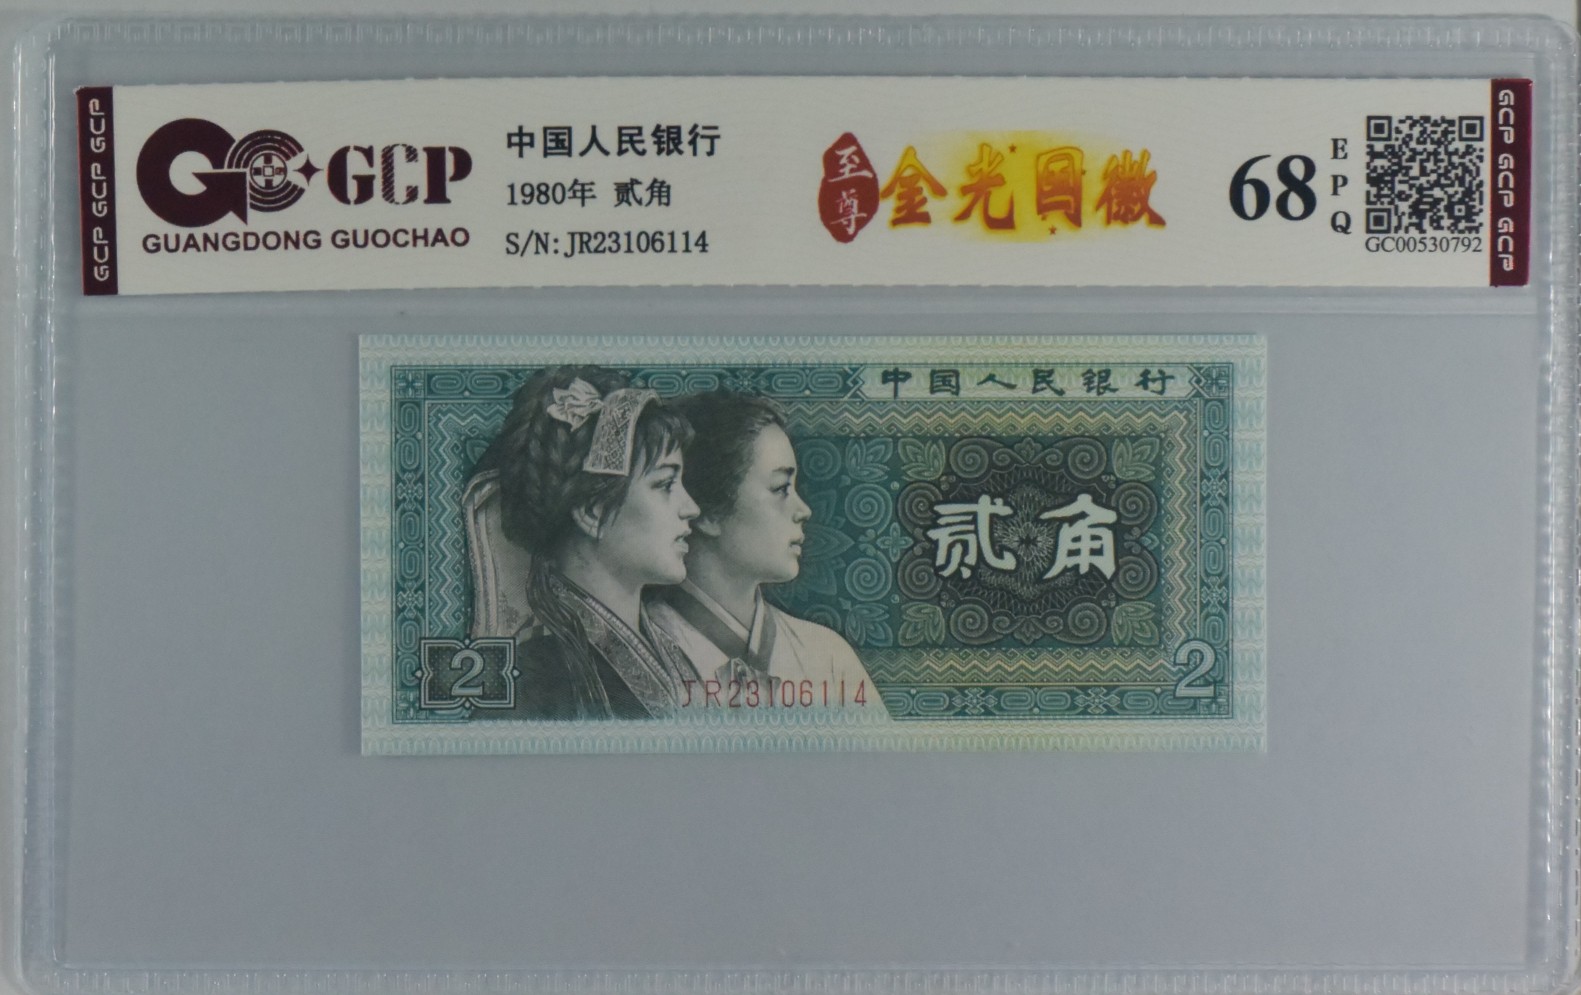 GCP GCP GCP
GCP
GUANGDONG GUOCHAO
中国人民银行
1980年 贰角
S/N: JR23106114
至尊
金光国徽
68
EPQ
GC00530792
GCP GCP GCP
中国人民银行
贰角
2
2
JR23106114